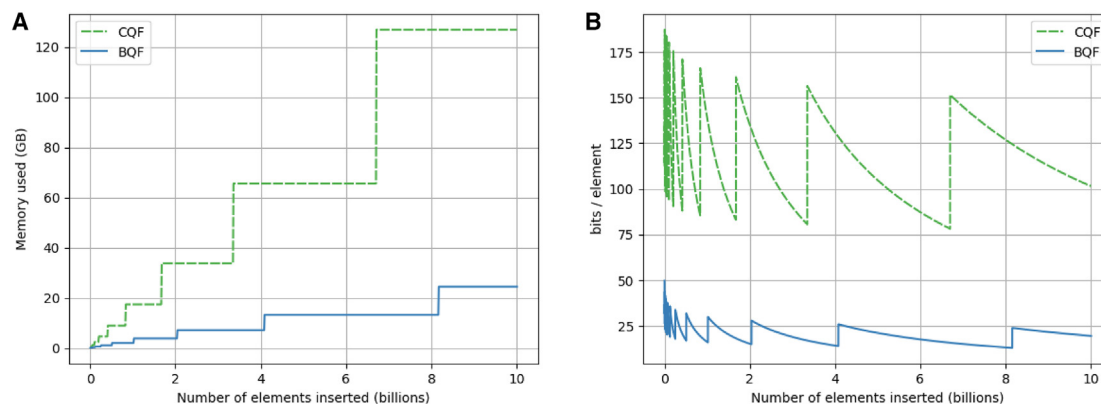 A
CQF
BQF
Memory used (GB)
120
100
80
60
40
20
0
0 2 4 6 8 10
Number of elements inserted (billions)
B
CQF
BQF
bits / element
175
150
125
100
75
50
25
0 2 4 6 8 10
Number of elements inserted (billions)